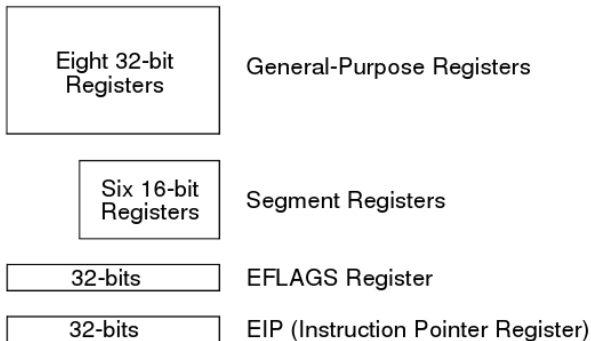 Eight 32-bit
Registers
General-Purpose Registers
Six 16-bit
Registers
Segment Registers
32-bits
EFLAGS Register
32-bits
EIP (Instruction Pointer Register)